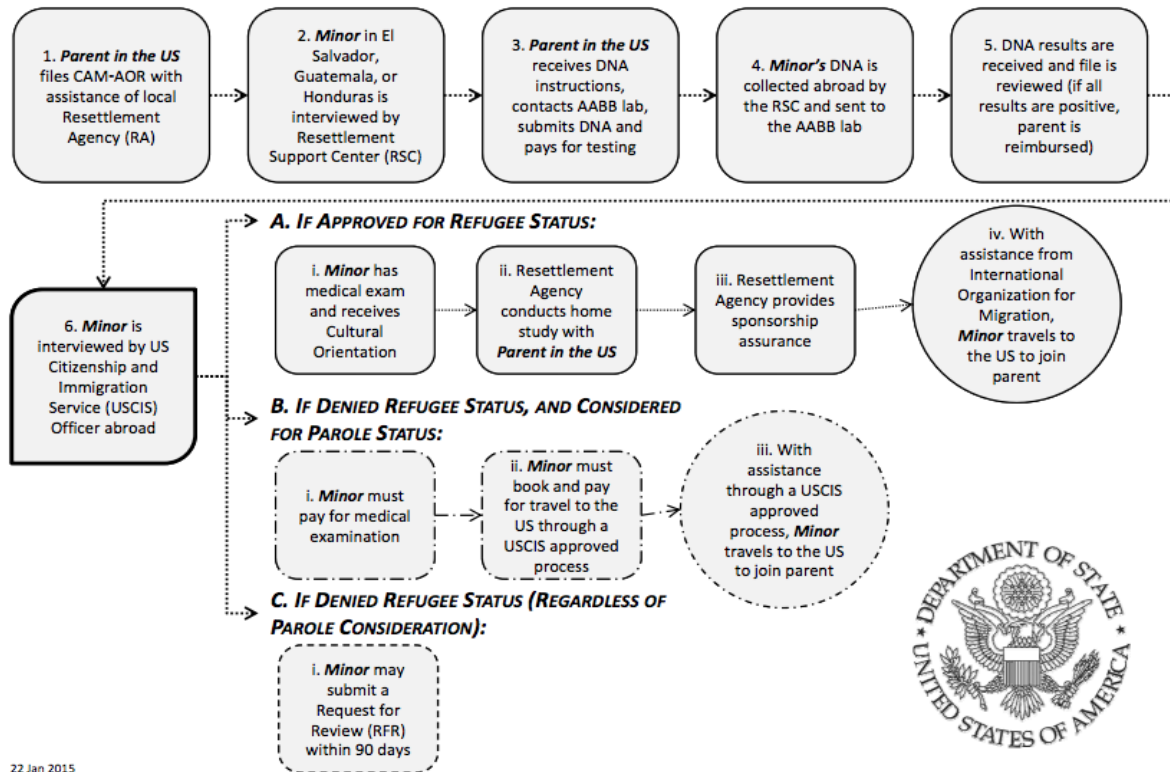 1. Parent in the US
files CAM-AOR with
assistance of local
Resettlement
Agency (RA)
2. Minor in El
Salvador,
Guatemala, or
Honduras is
interviewed by
Resettlement
Support Center (RSC)
3. Parent in the US
receives DNA
instructions,
contacts AABB lab,
submits DNA and
pays for testing
4. Minor's DNA is
collected abroad by
the RSC and sent to
the AABB lab
5. DNA results are
received and file is
reviewed (if all
results are positive,
parent is
reimbursed)
6. Minor is
interviewed by US
Citizenship and
Immigration
Service (USCIS)
Officer abroad
A. IF APPROVED FOR REFUGEE STATUS:
i. Minor has
medical exam
and receives
Cultural
Orientation
ii. Resettlement
Agency
conducts home
study with
Parent in the US
iii. Resettlement
Agency provides
sponsorship
assurance
iv. With
assistance from
International
Organization for
Migration,
Minor travels to
the US to join
parent
B. IF DENIED REFUGEE STATUS, AND CONSIDERED
FOR PAROLE STATUS:
i. Minor must
pay for medical
examination
ii. Minor must
book and pay
for travel to the
US through a
USCIS approved
process
iii. With
assistance
through a USCIS
approved
process, Minor
travels to the US
to join parent
C. IF DENIED REFUGEE STATUS (REGARDLESS OF
PAROLE CONSIDERATION):
i. Minor may
submit a
Request for
Review (RFR)
within 90 days
DEPARTMENT OF STATE
UNITED STATES OF AMERICA
22 Jan 2015